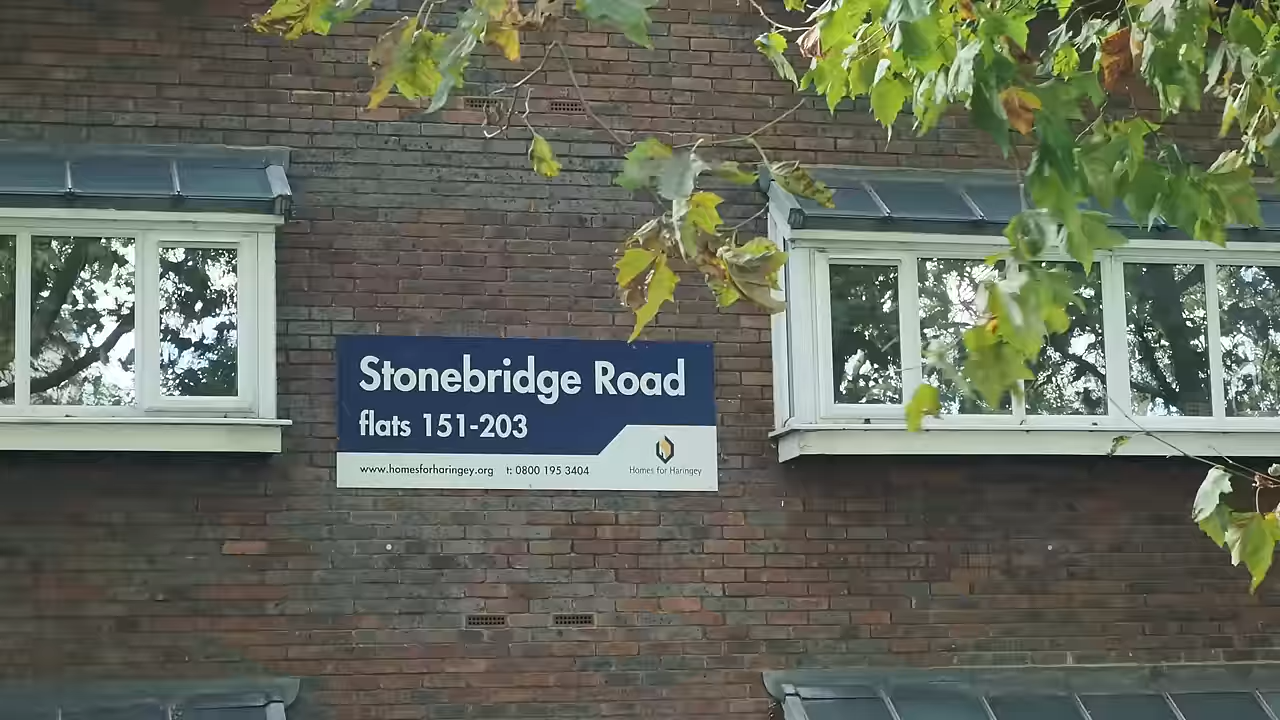 Stonebridge Road
flats 151-203
www.homesforharingey.org t: 0800 195 3404
Homes for Haringey